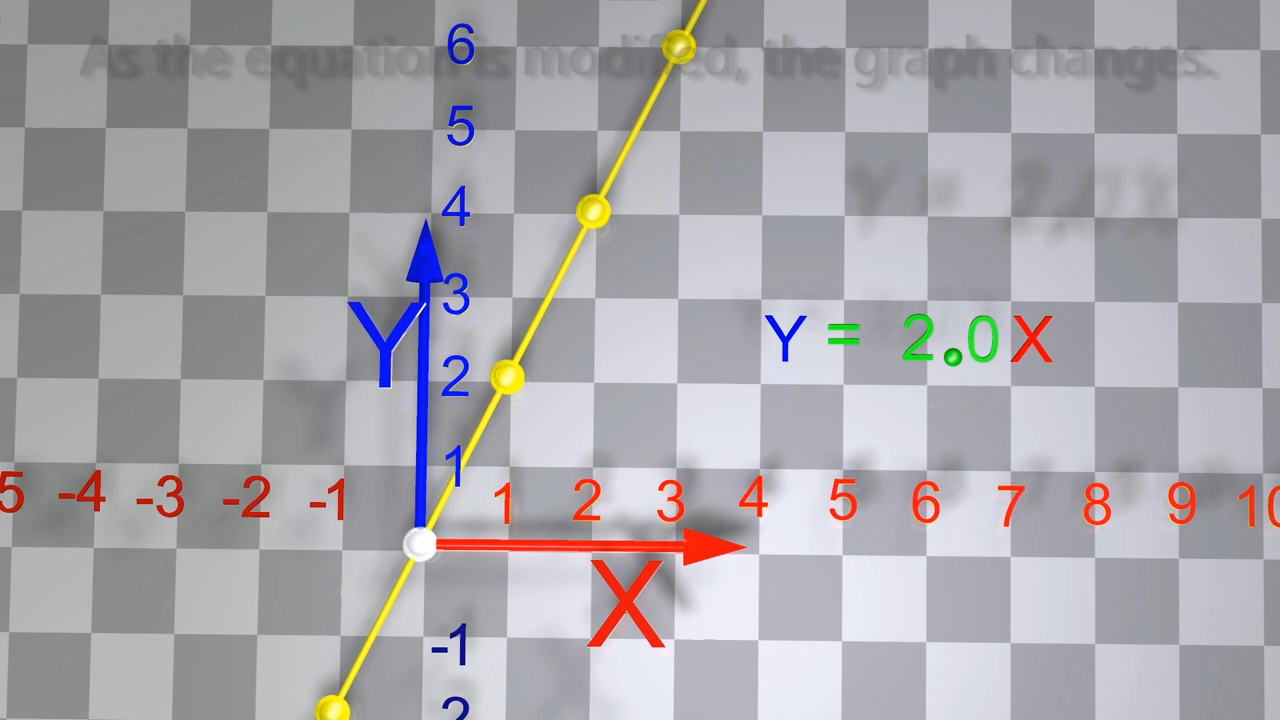 As the equation is modified, the graph changes.
6
5
4
3
Y
Y = 2.0X
2
1
5 -4 -3 -2 -1 1 2 3 4 5 6 7 8 9 10
X
-1
2